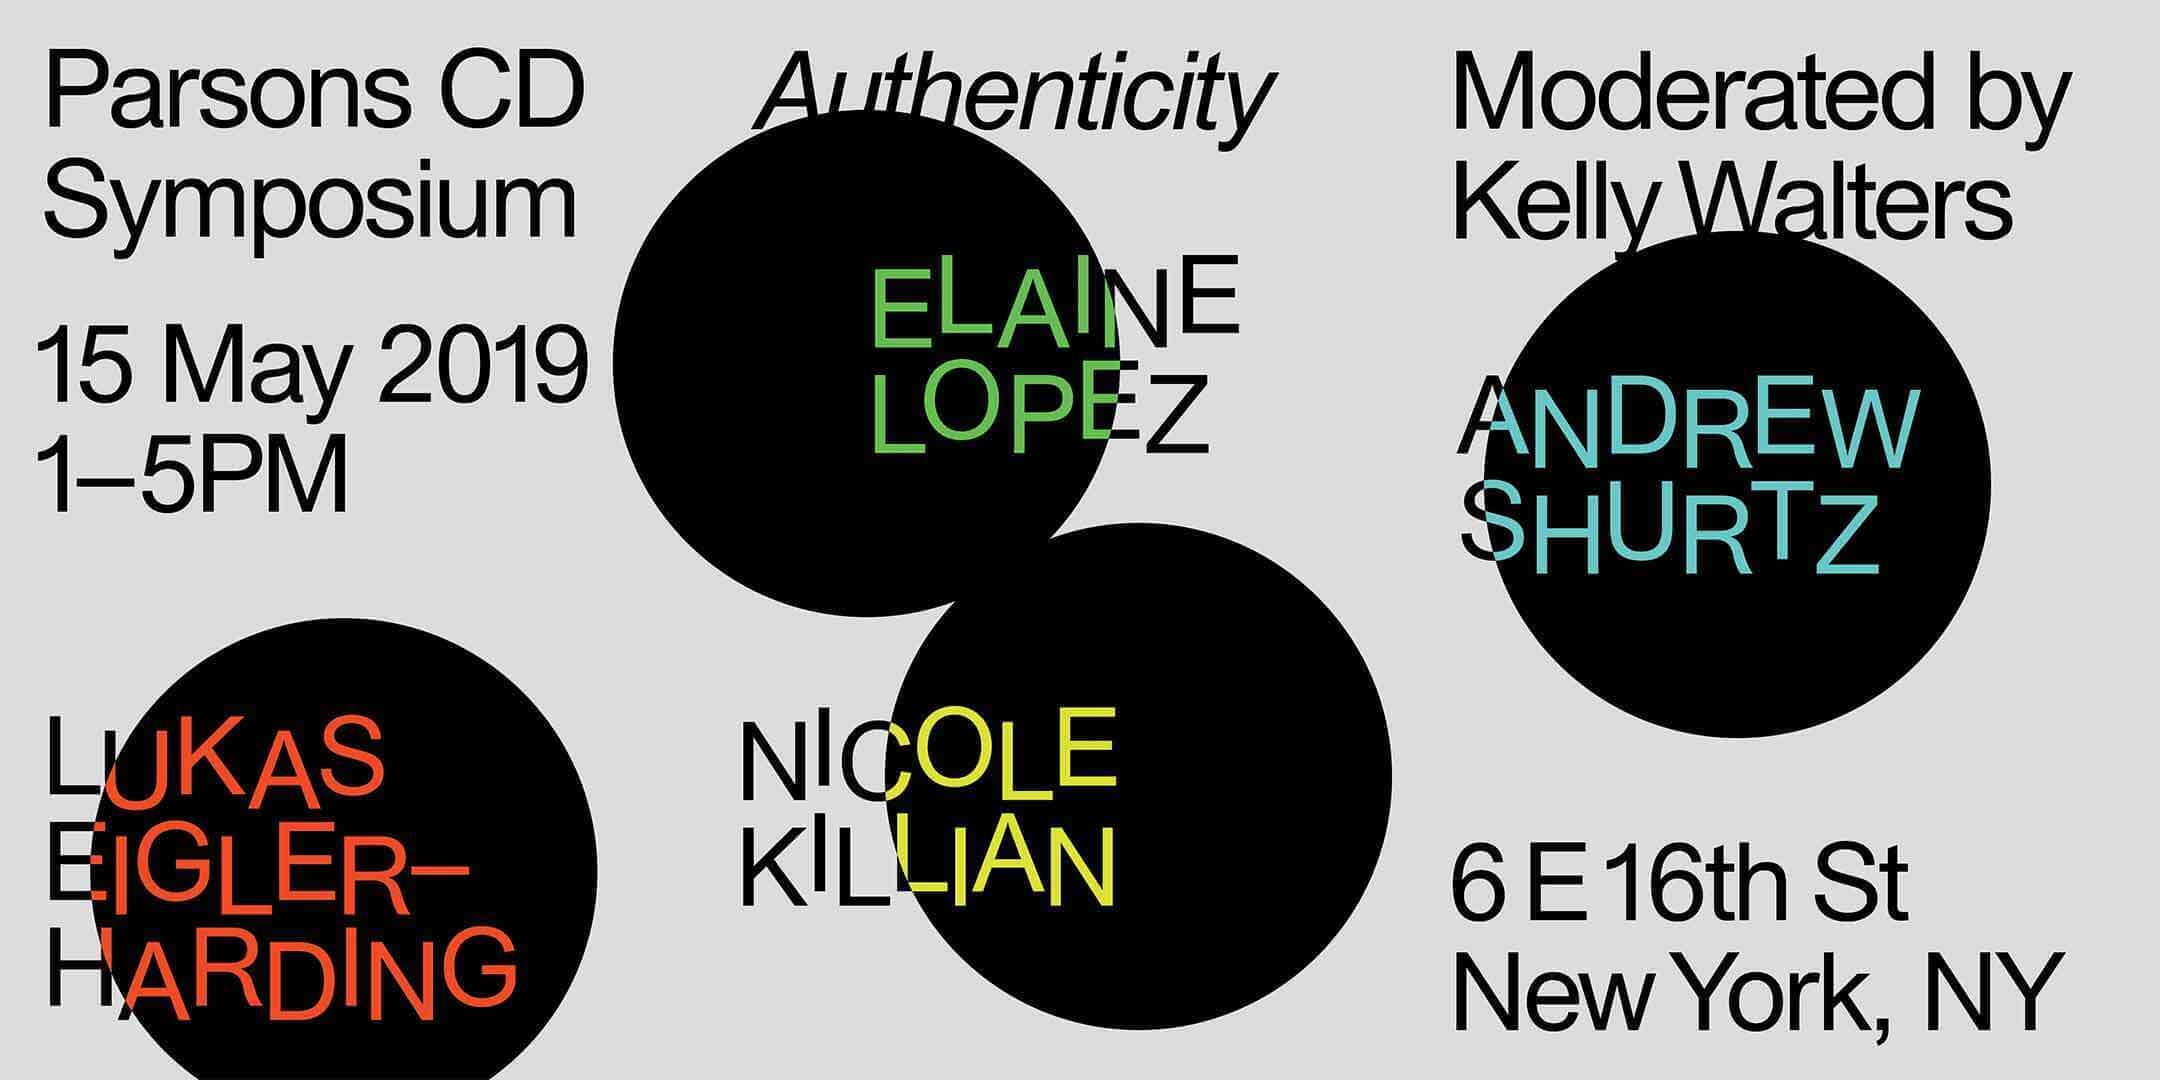 Parsons CD
Symposium
15 May 2019
1–5PM
LUKAS
EIGLER–
HARDING
Authenticity
ELAINE
LOPEZ
NICOLE
KILLIAN
Moderated by
Kelly Walters
ANDREW
SHURTZ
6 E 16th St
New York, NY